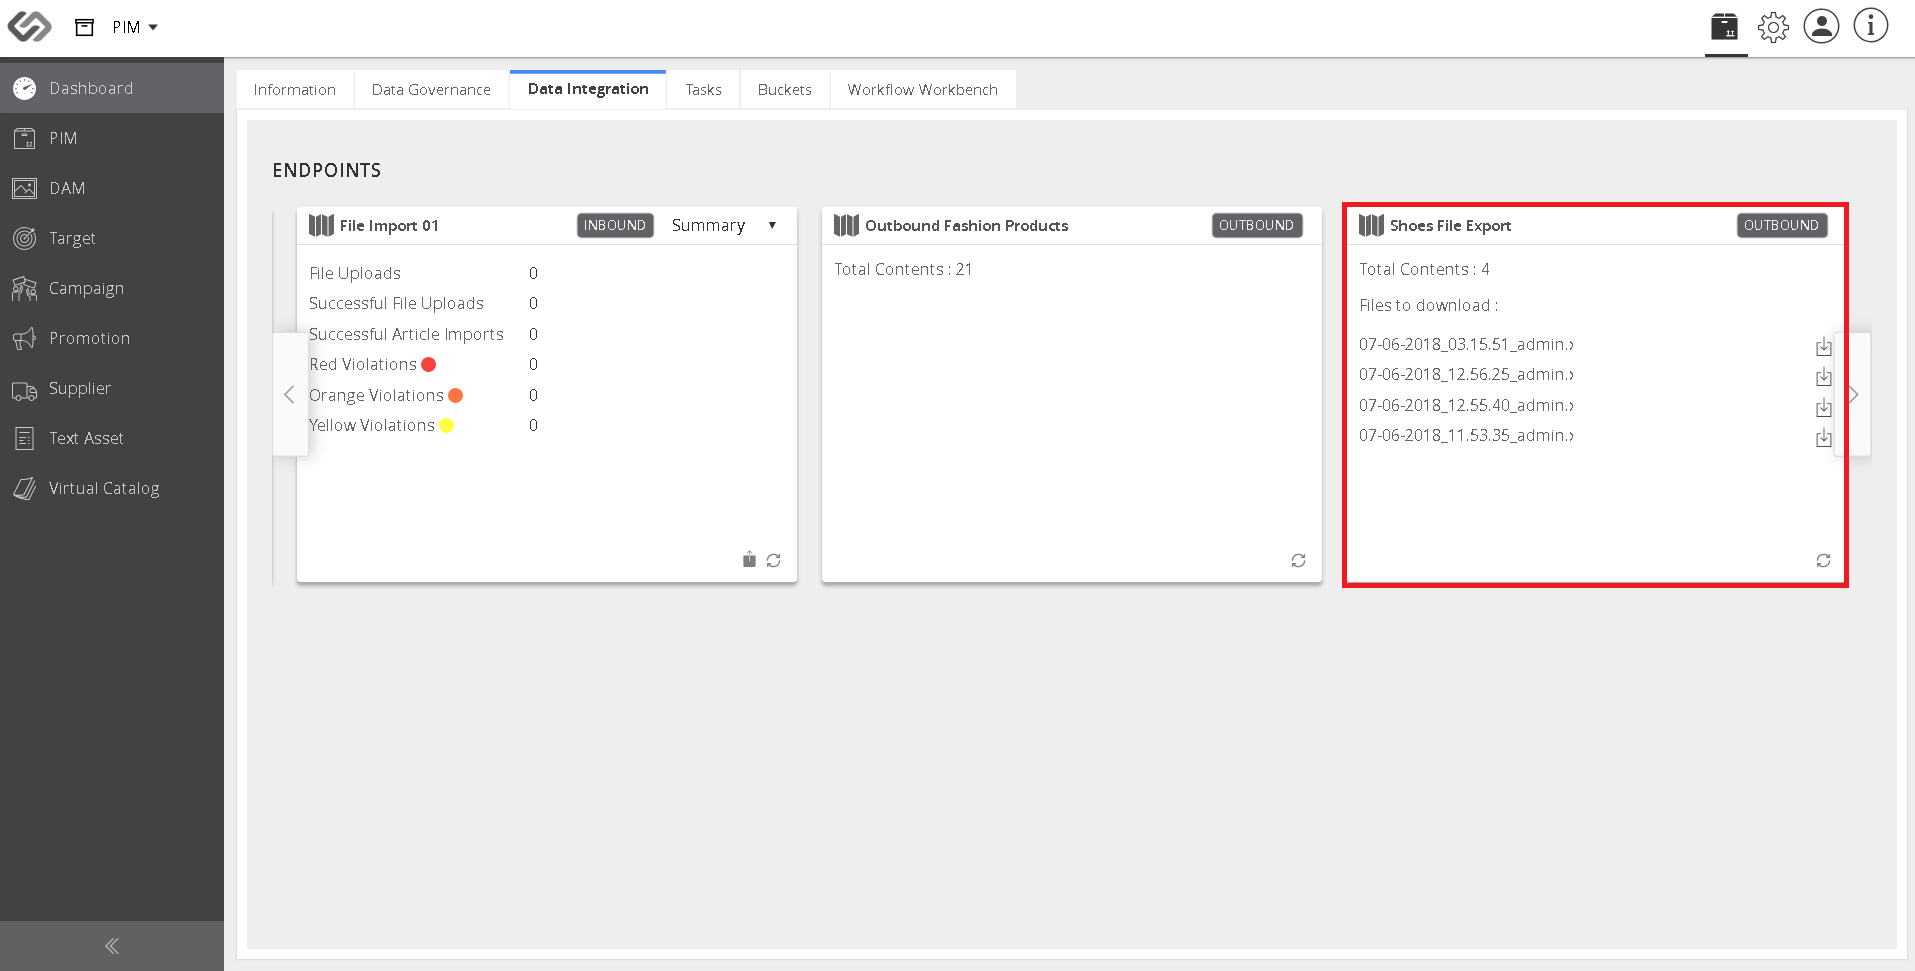 PIM
Dashboard
PIM
DAM
Target
Campaign
Promotion
Supplier
Text Asset
Virtual Catalog
Information
Data Governance
Data Integration
Tasks
Buckets
Workflow Workbench
ENDPOINTS
File Import 01 INBOUND Summary
File Uploads 0
Successful File Uploads 0
Successful Article Imports 0
Red Violations 0
Orange Violations 0
Yellow Violations 0
Outbound Fashion Products OUTBOUND
Total Contents : 21
Shoes File Export OUTBOUND
Total Contents : 4
Files to download :
07-06-2018_03.15.51_admin.x
07-06-2018_12.56.25_admin.x
07-06-2018_12.55.40_admin.x
07-06-2018_11.53.35_admin.x